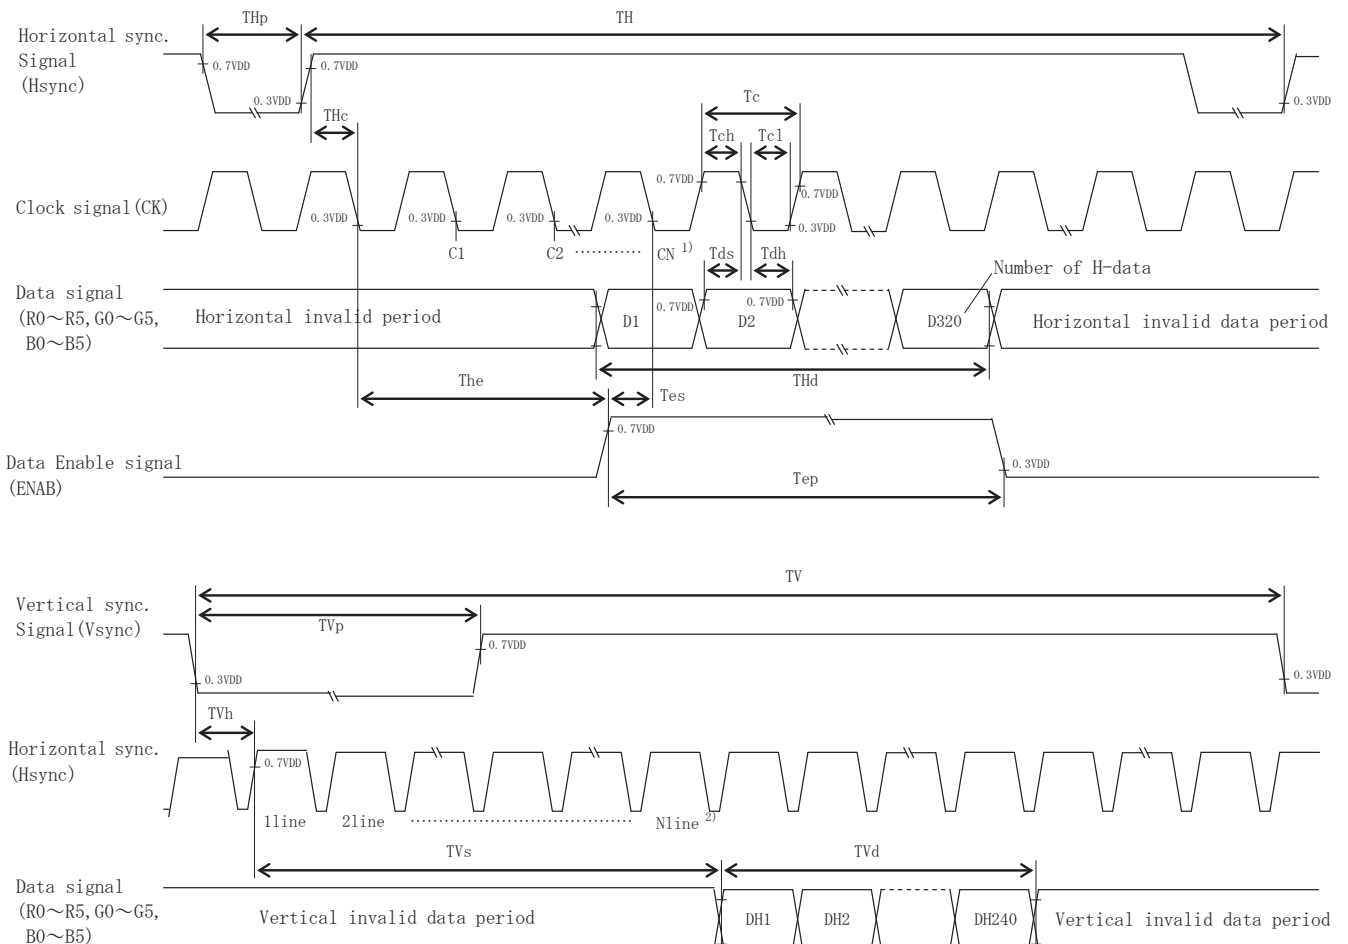 THp
TH
Horizontal sync.
Signal
(Hsync)
0.7VDD
0.7VDD
0.3VDD
0.3VDD
THc
Tc
Tch
Tcl
Clock signal(CK)
0.3VDD
0.3VDD
0.3VDD
0.3VDD
0.7VDD
0.7VDD
0.3VDD
C1
C2
CN 1)
Tds
Tdh
Number of H-data
Data signal
(R0～R5,G0～G5,
B0～B5)
Horizontal invalid period
D1
0.7VDD
D2
0.7VDD
D320
Horizontal invalid data period
THd
The
Tes
0.7VDD
Data Enable signal
(ENAB)
0.3VDD
Tep
TV
Vertical sync.
Signal(Vsync)
TVp
0.7VDD
0.3VDD
0.3VDD
TVh
Horizontal sync.
(Hsync)
0.7VDD
1line
2line
Nline 2)
TVs
TVd
Data signal
(R0～R5,G0～G5,
B0～B5)
Vertical invalid data period
DH1
DH2
DH240
Vertical invalid data period